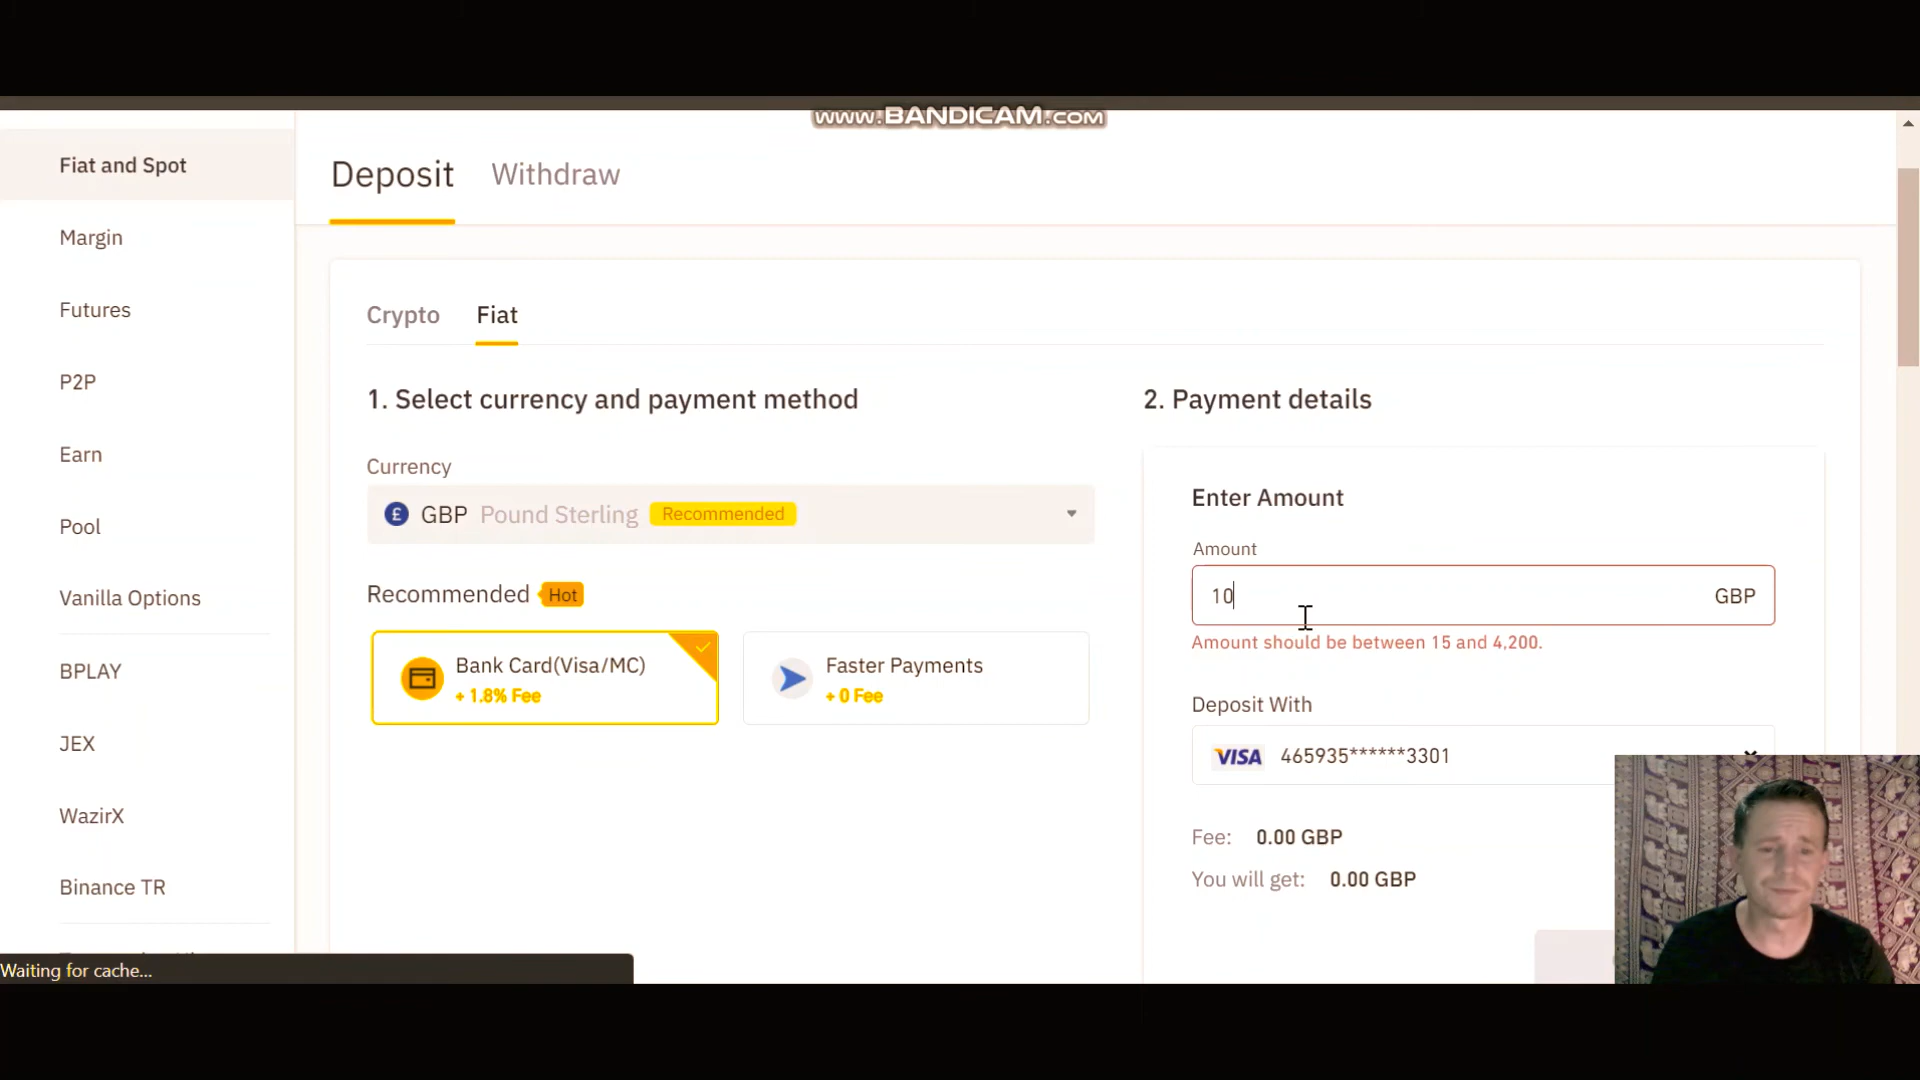 www.BANDICAM.com
Fiat and Spot
Margin
Futures
P2P
Earn
Pool
Vanilla Options
BPLAY
JEX
WazirX
Binance TR
Deposit Withdraw
Crypto Fiat
1. Select currency and payment method
Currency
£ GBP Pound Sterling Recommended
Recommended Hot
Bank Card(Visa/MC)
+ 1.8% Fee
Faster Payments
+ 0 Fee
2. Payment details
Enter Amount
Amount
10 GBP
Amount should be between 15 and 4,200.
Deposit With
VISA 465935******3301
Fee: 0.00 GBP
You will get: 0.00 GBP
Waiting for cache...